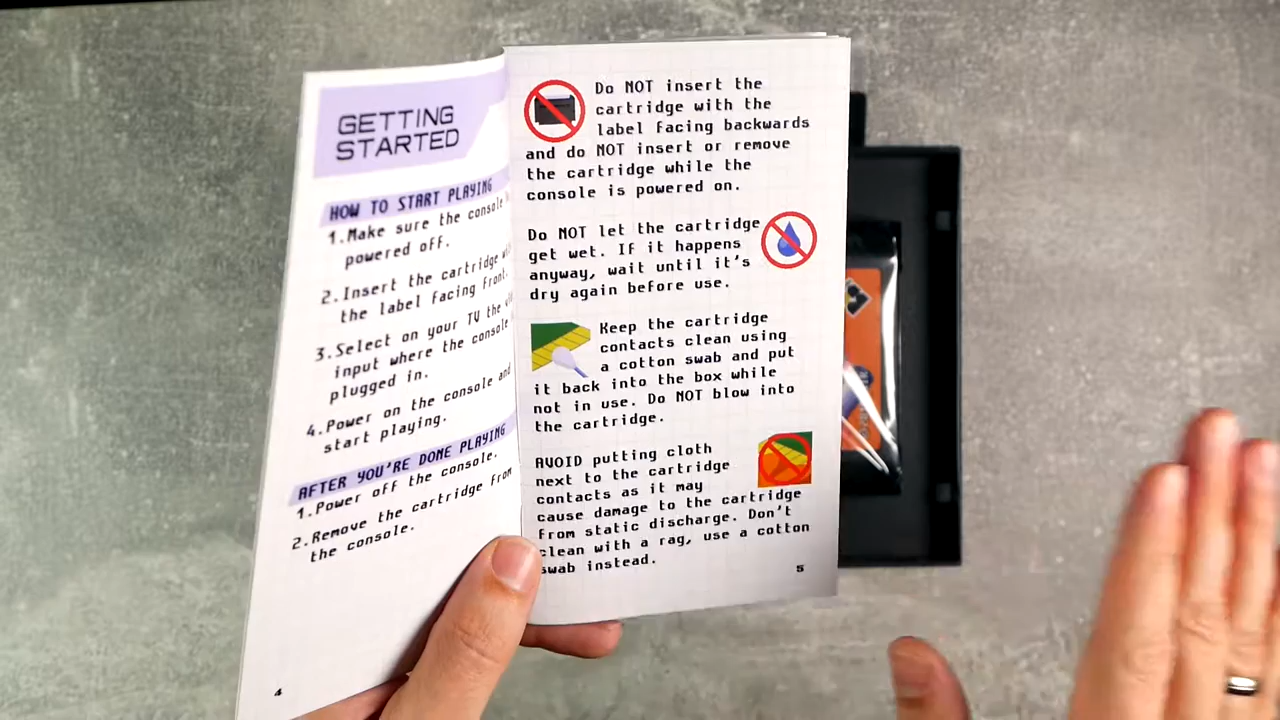 GETTING
STARTED
HOW TO START PLAYING
1.Make sure the console
powered off.
2.Insert the cartridge
the label facing front.
3.Select on your TV the
input where the console
plugged in.
4.Power on the console and
start playing.
AFTER YOU'RE DONE PLAYING
1.Power off the console.
2.Remove the cartridge from
the console.
4
Do NOT insert the
cartridge with the
label facing backwards
and do NOT insert or remove
the cartridge while the
console is powered on.
Do NOT let the cartridge
get wet. If it happens
anyway, wait until it's
dry again before use.
Keep the cartridge
contacts clean using
a cotton swab and put
it back into the box while
not in use. Do NOT blow into
the cartridge.
AVOID putting cloth
next to the cartridge
contacts as it may
cause damage to the cartridge
from static discharge. Don't
clean with a rag, use a cotton
swab instead.
5